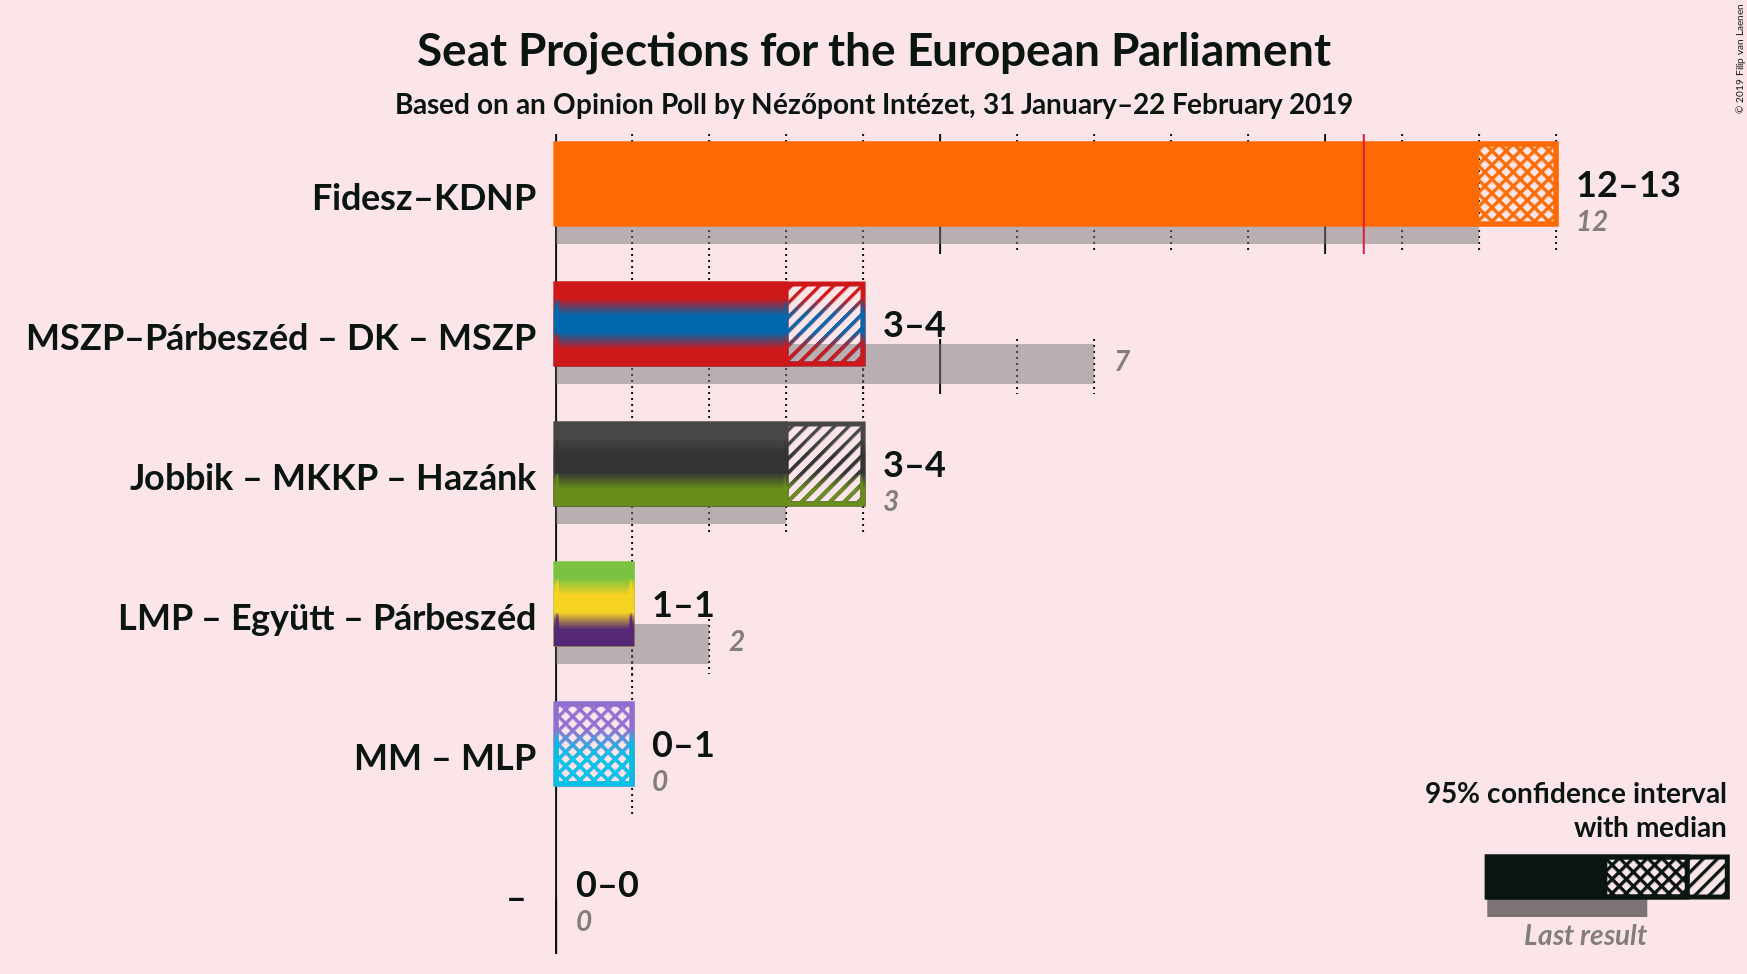 Seat Projections for the European Parliament
Based on an Opinion Poll by Nézőpont Intézet, 31 January–22 February 2019
© 2019 Filip van Laenen
Fidesz–KDNP
12–13
12
MSZP–Párbeszéd – DK – MSZP
3–4
7
Jobbik – MKKP – Hazánk
3–4
3
LMP – Együtt – Párbeszéd
1–1
2
MM – MLP
0–1
0
–
0–0
0
95% confidence interval
with median
Last result